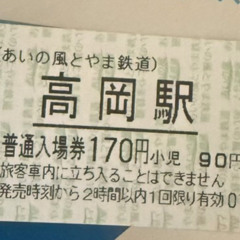 あいの風とやま鉄道）
高岡駅
普通入場券170円小児 90円
旅客車内に立ち入ることはできません
発売時刻から2時間以内1回限り有効